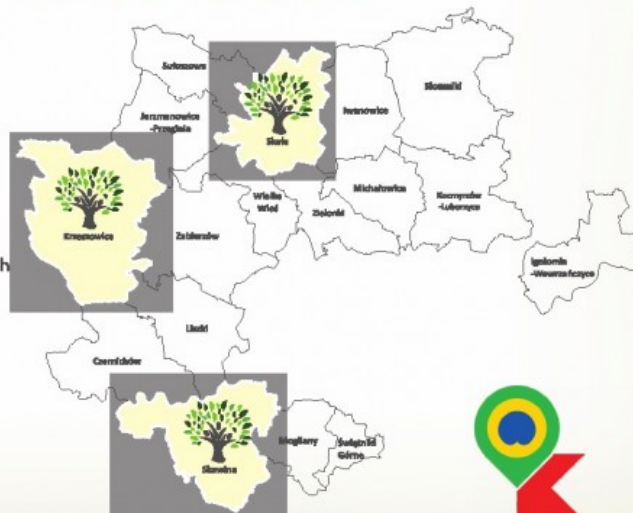 Sułoszowa
Skała
Iwanowice
Słomniki
Jerzmanowice
-Przeginia
Krzeszowice
Zabierzów
Wielka
Wieś
Zielonki
Michałowice
Kocmyrzów
-Luborzyca
Igołomia
-Wawrzeńczyce
h
Liszki
Czernichów
Skawina
Mogilany
Świątniki
Górne